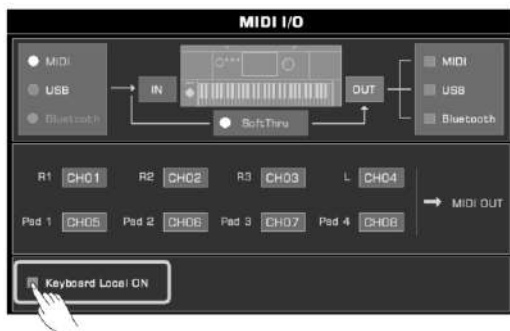 MIDI I/O
MIDI
USB
Bluetooth
IN
OUT
SoftThru
MIDI
USB
Bluetooth
R1 CH01 R2 CH02 R3 CH03 L CH04
MIDI OUT
Pad 1 CH05 Pad 2 CH06 Pad 3 CH07 Pad 4 CH08
Keyboard Local ON